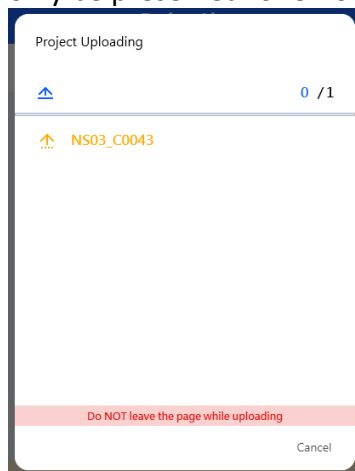 Project Uploading
0 /1
NS03_C0043
Do NOT leave the page while uploading
Cancel